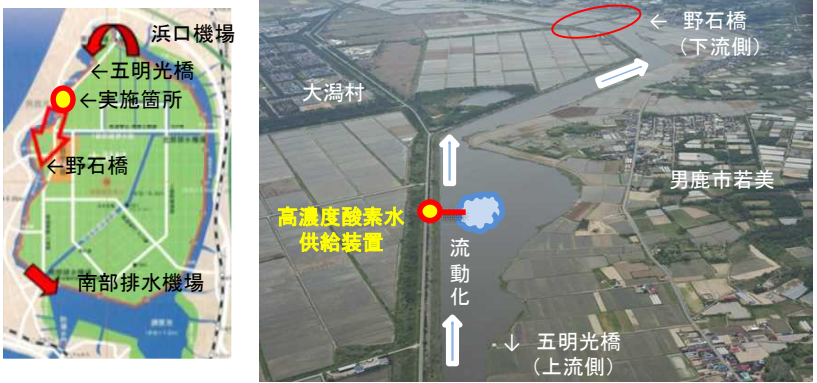 浜口機場
←五明光橋
←実施箇所
←野石橋
南部排水機場
← 野石橋
(下流側)
大潟村
男鹿市若美
高濃度酸素水
供給装置
流動化
↓ 五明光橋
(上流側)